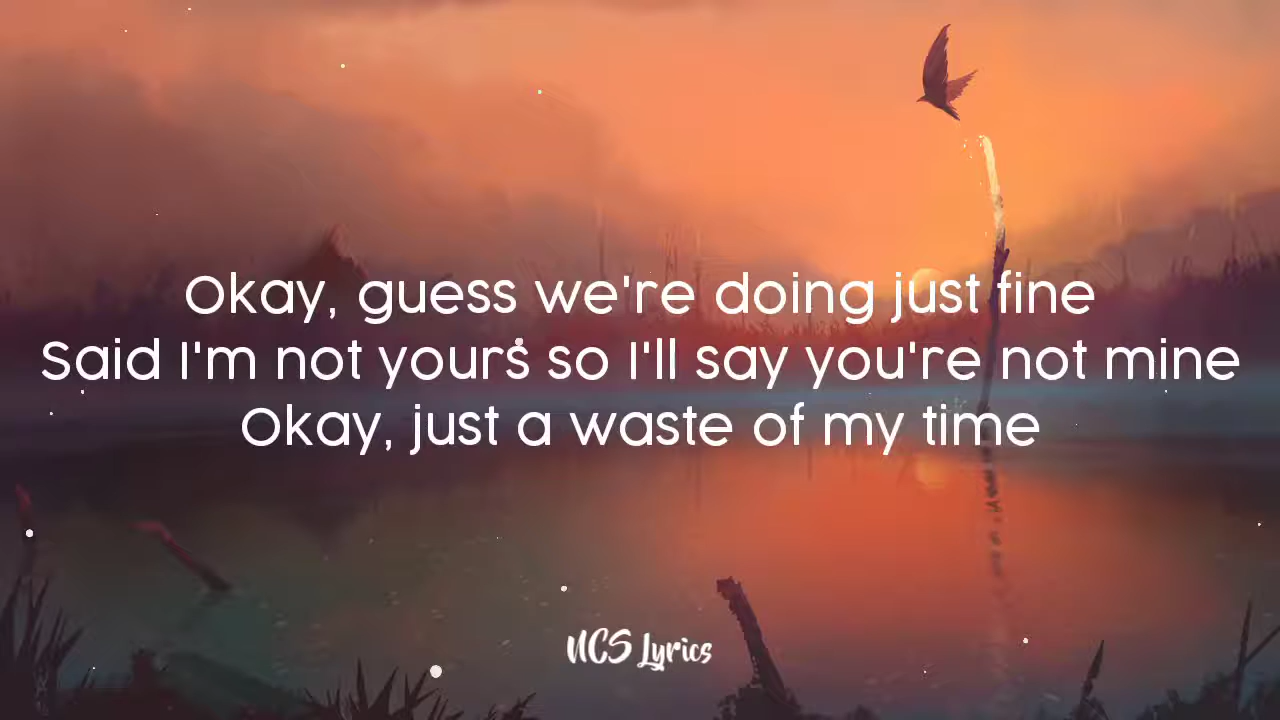 Okay, guess we're doing just fine
Said I'm not yours so I'll say you're not mine
Okay, just a waste of my time
NCS Lyrics